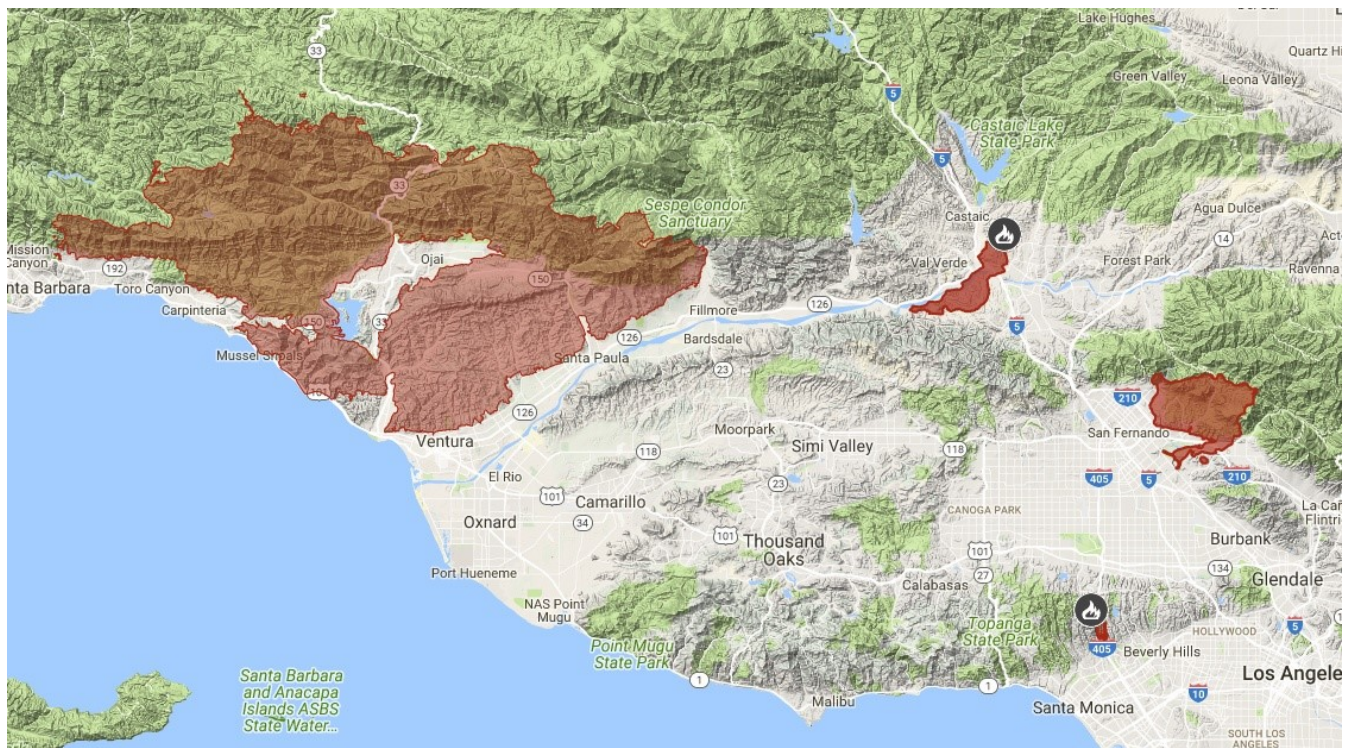 Lake Hughes
Quartz Hi
33
5
Green Valley
Leona Valley
Castaic Lake
State Park
5
33
Sespe Condor
Sanctuary
Castaic
Agua Dulce
Mission
Canyon
192
Ojai
14
Act
nta Barbara
Toro Canyon
150
Val Verde
Forest Park
Ravenna
Carpinteria
150
33
126
Fillmore
126
5
Bardsdale
Mussel Shoals
Santa Paula
23
101
126
210
Ventura
Moorpark
San Fernando
118
Simi Valley
118
El Rio
405
5
210
101
Camarillo
23
La Cañ
Flintri
Oxnard
34
CANOGA PARK
101
Thousand
Oaks
101
Burbank
Port Hueneme
27
Calabasas
134
Glendale
NAS Point
Mugu
Topanga
State Park
HOLLYWOOD
5
Point Mugu
State Park
405
Beverly Hills
Santa Barbara
and Anacapa
Islands ASBS
State Water...
1
1
Los Angele
Malibu
10
Santa Monica
SOUTH LOS
ANGELES